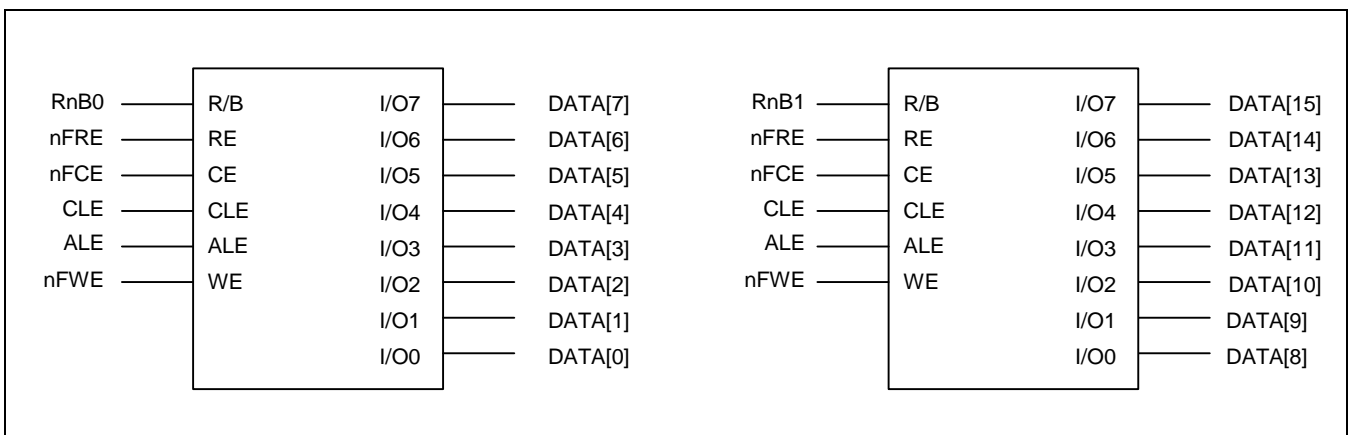 RnB0 R/B I/O7 DATA[7] RnB1 R/B I/O7 DATA[15]
nFRE RE I/O6 DATA[6] nFRE RE I/O6 DATA[14]
nFCE CE I/O5 DATA[5] nFCE CE I/O5 DATA[13]
CLE CLE I/O4 DATA[4] CLE CLE I/O4 DATA[12]
ALE ALE I/O3 DATA[3] ALE ALE I/O3 DATA[11]
nFWE WE I/O2 DATA[2] nFWE WE I/O2 DATA[10]
I/O1 DATA[1] I/O1 DATA[9]
I/O0 DATA[0] I/O0 DATA[8]